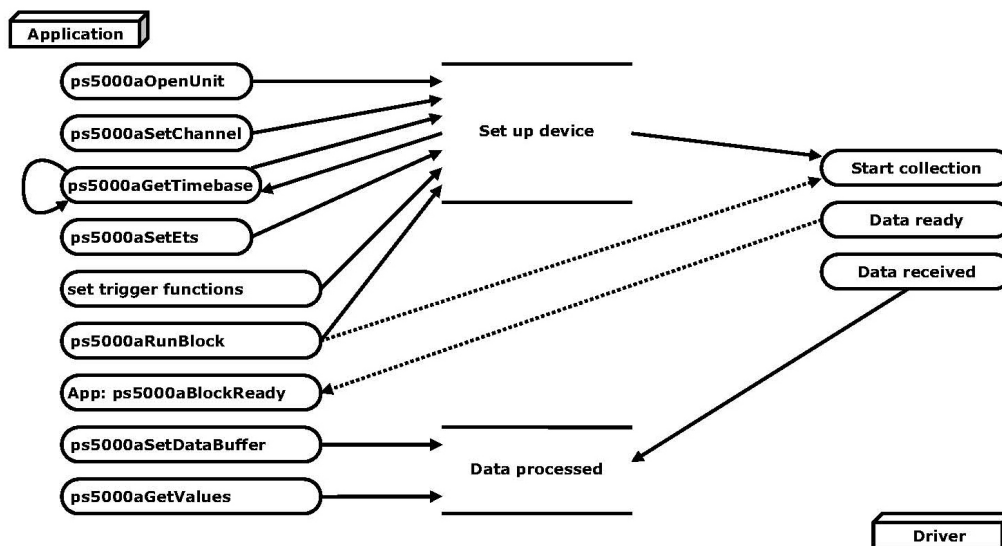 Application
ps5000aOpenUnit
ps5000aSetChannel
Set up device
ps5000aGetTimebase
Start collection
ps5000aSetEts
Data ready
set trigger functions
Data received
ps5000aRunBlock
App: ps5000aBlockReady
ps5000aSetDataBuffer
Data processed
ps5000aGetValues
Driver